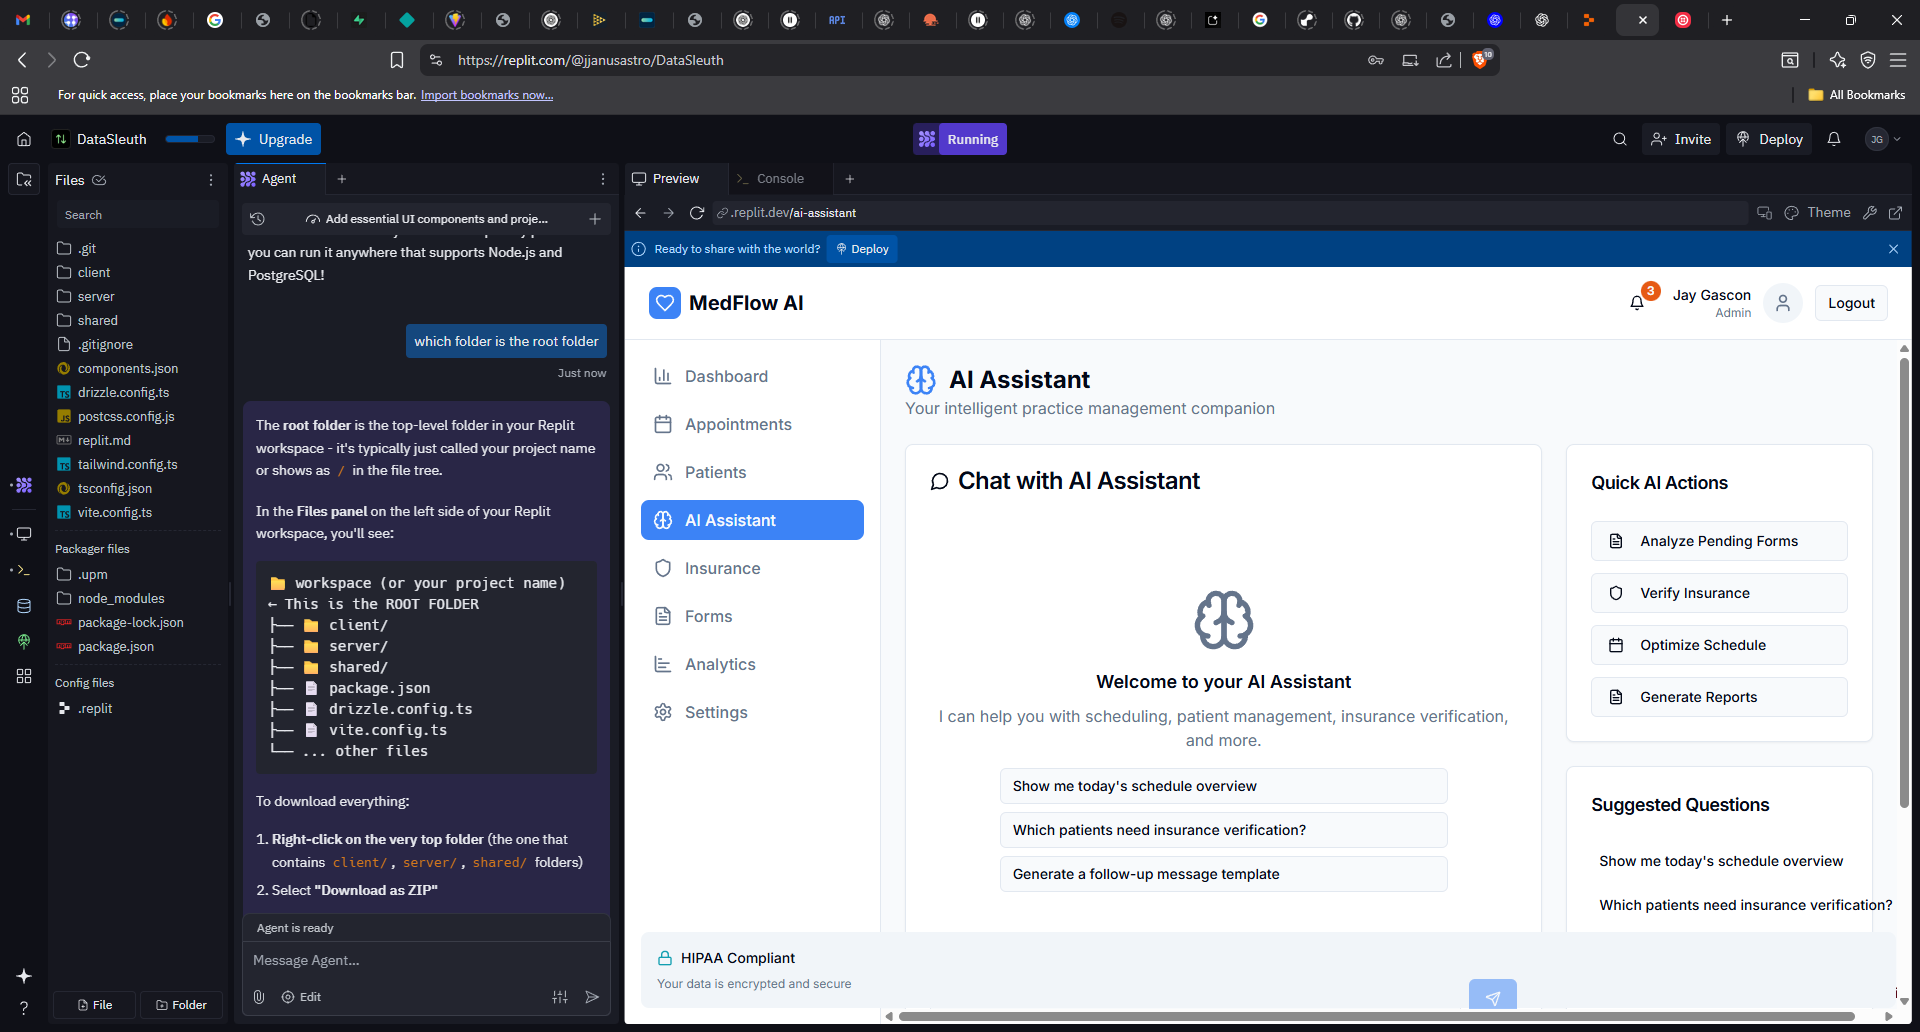 API
https://replit.com/@jjanusastro/DataSleuth
10
For quick access, place your bookmarks here on the bookmarks bar. Import bookmarks now...
All Bookmarks
DataSleuth
Upgrade
Running
Invite
Deploy
JG
Files
Search
.git
client
server
shared
.gitignore
components.json
drizzle.config.ts
postcss.config.js
replit.md
tailwind.config.ts
tsconfig.json
vite.config.ts
Packager files
.upm
node_modules
package-lock.json
package.json
Config files
.replit
File
Folder
Agent
Add essential UI components and proje...
you can run it anywhere that supports Node.js and
PostgreSQL!
which folder is the root folder
Just now
The root folder is the top-level folder in your Replit
workspace - it's typically just called your project name
or shows as / in the file tree.
In the Files panel on the left side of your Replit
workspace, you'll see:
workspace (or your project name)
← This is the ROOT FOLDER
├── client/
├── server/
├── shared/
├── package.json
├── drizzle.config.ts
├── vite.config.ts
└── ... other files
To download everything:
1. Right-click on the very top folder (the one that
contains client/, server/, shared/ folders)
2. Select "Download as ZIP"
Agent is ready
Message Agent...
Edit
Preview
Console
.replit.dev/ai-assistant
Theme
Ready to share with the world?
Deploy
MedFlow AI
3
Jay Gascon
Admin
Logout
Dashboard
Appointments
Patients
AI Assistant
Insurance
Forms
Analytics
Settings
AI Assistant
Your intelligent practice management companion
Chat with AI Assistant
Welcome to your AI Assistant
I can help you with scheduling, patient management, insurance verification,
and more.
Show me today's schedule overview
Which patients need insurance verification?
Generate a follow-up message template
Quick AI Actions
Analyze Pending Forms
Verify Insurance
Optimize Schedule
Generate Reports
Suggested Questions
Show me today's schedule overview
Which patients need insurance verification?
HIPAA Compliant
Your data is encrypted and secure